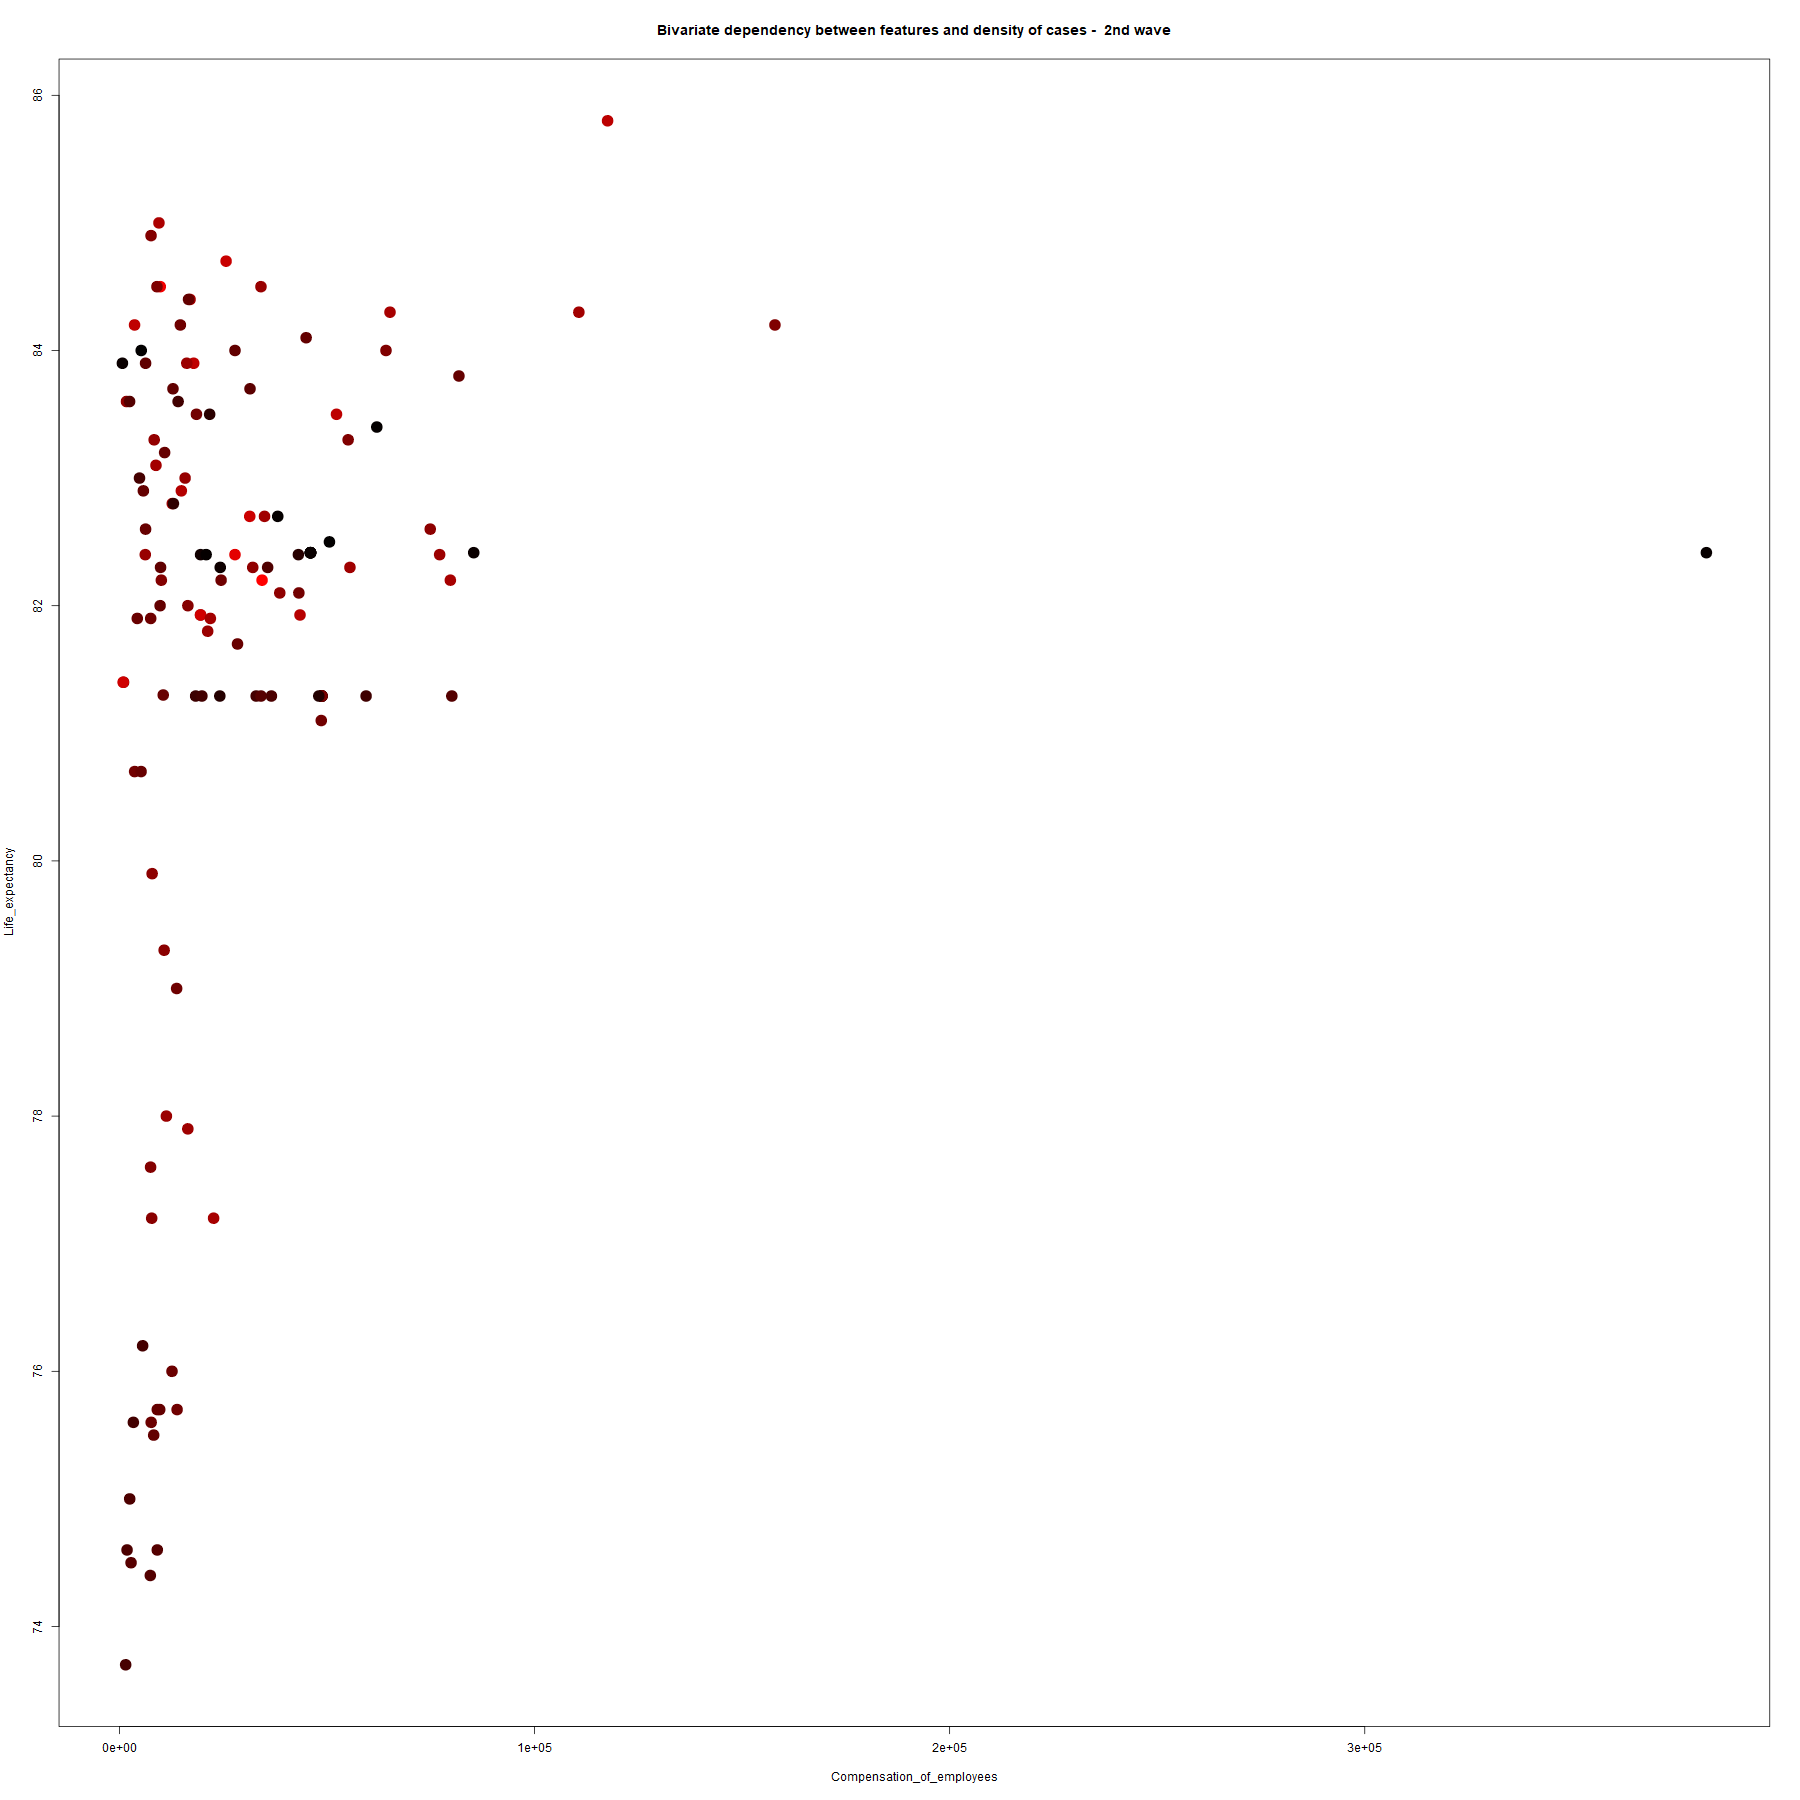 Bivariate dependency between features and density of cases -  2nd wave
86
84
82
80
78
76
74
Life_expectancy
0e+00 1e+05 2e+05 3e+05
Compensation_of_employees